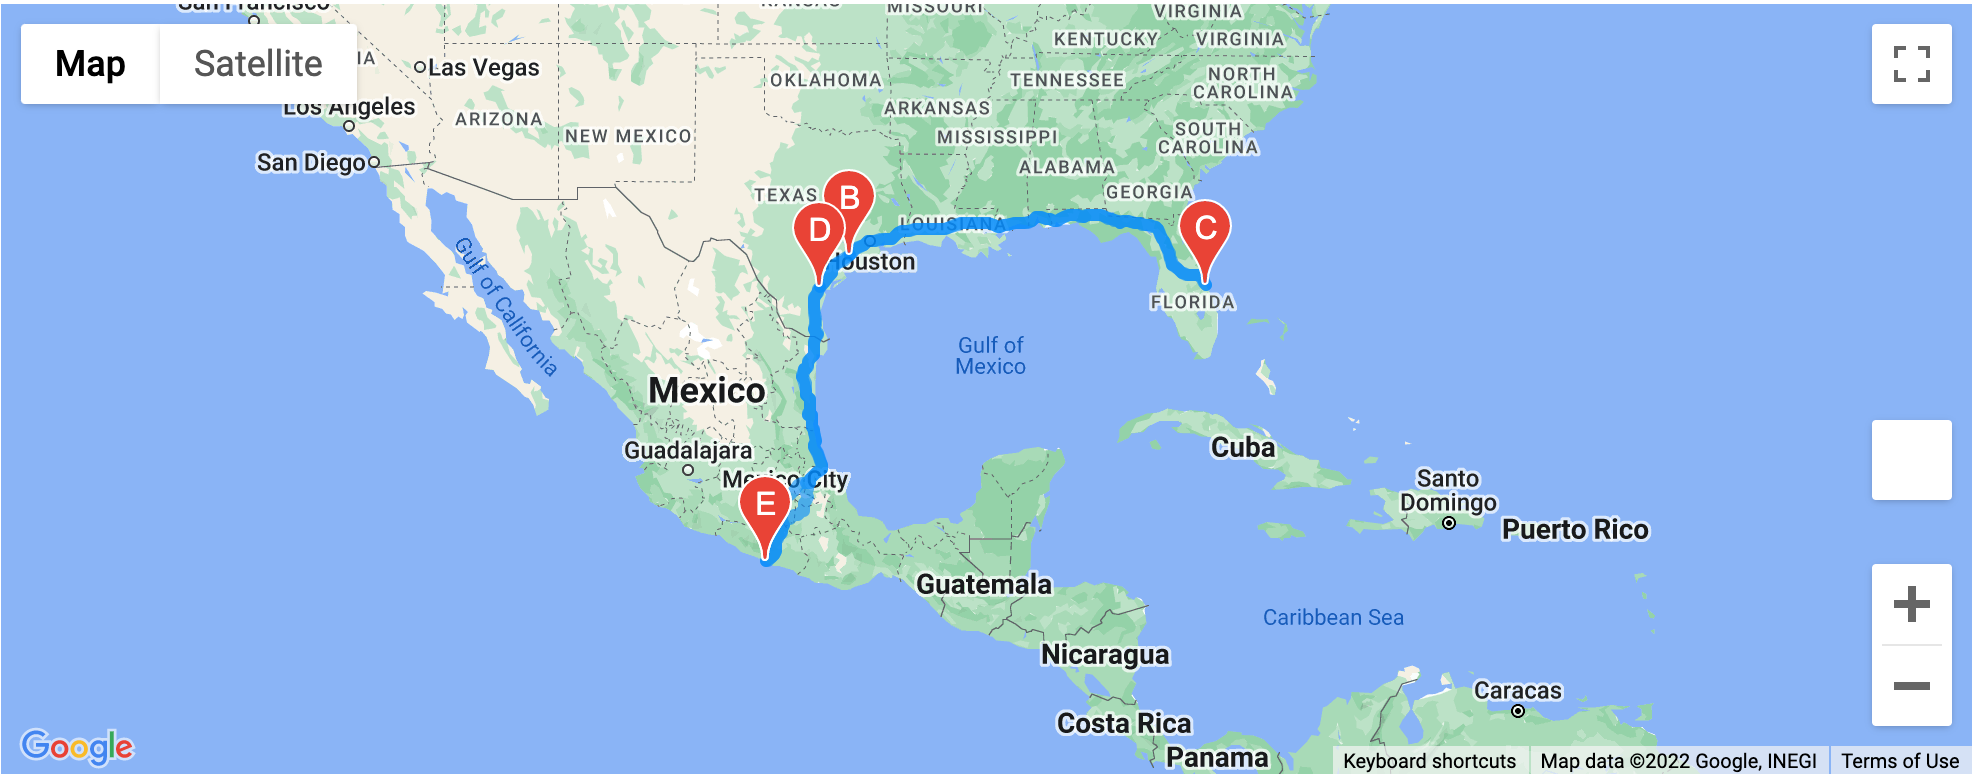 San Francisco
MISSOURI
VIRGINIA
Map
Satellite
KENTUCKY
VIRGINIA
Las Vegas
OKLAHOMA
TENNESSEE
NORTH
CAROLINA
Los Angeles
ARKANSAS
ARIZONA
NEW MEXICO
MISSISSIPPI
SOUTH
CAROLINA
San Diego
ALABAMA
TEXAS
B
GEORGIA
D
LOUISIANA
C
Houston
Gulf of California
FLORIDA
Gulf of
Mexico
Mexico
Guadalajara
Cuba
Mexico City
E
Santo
Domingo
Puerto Rico
Guatemala
Caribbean Sea
Nicaragua
Caracas
Costa Rica
Panama
Google
Keyboard shortcuts
Map data ©2022 Google, INEGI
Terms of Use